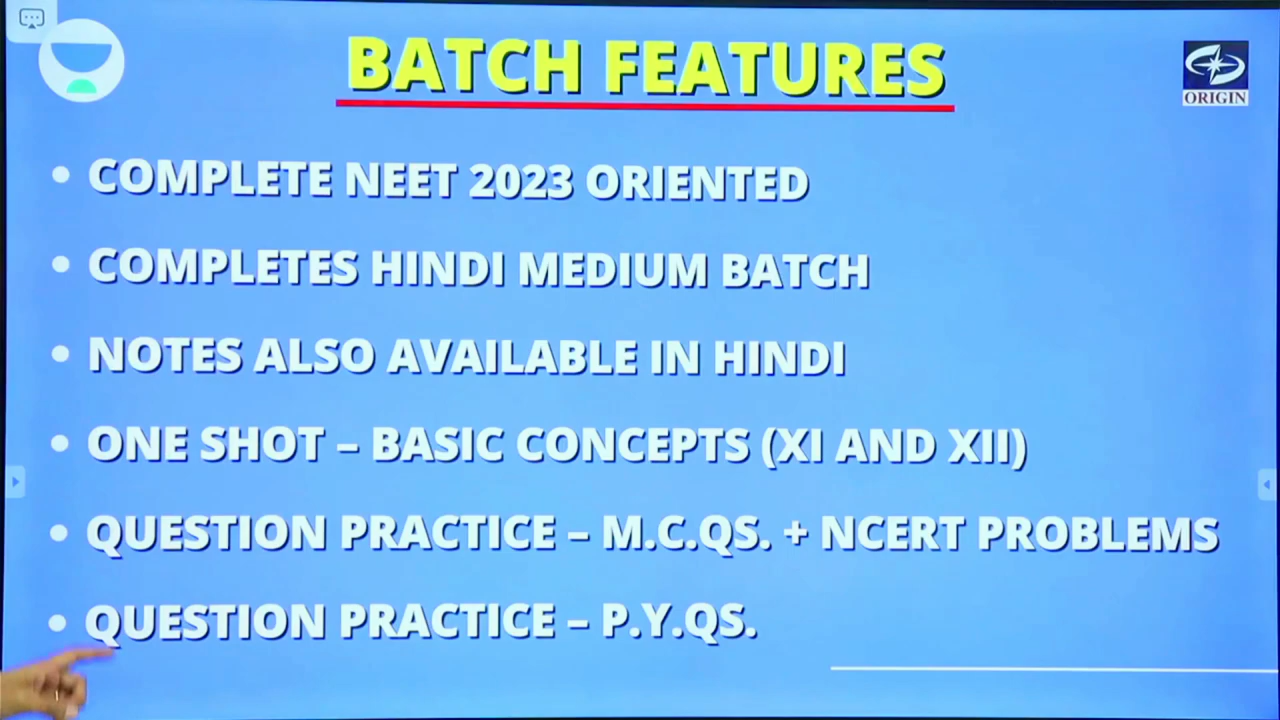 BATCH FEATURES
ORIGIN
• COMPLETE NEET 2023 ORIENTED
• COMPLETES HINDI MEDIUM BATCH
• NOTES ALSO AVAILABLE IN HINDI
• ONE SHOT – BASIC CONCEPTS (XI AND XII)
• QUESTION PRACTICE – M.C.QS. + NCERT PROBLEMS
• QUESTION PRACTICE – P.Y.QS.